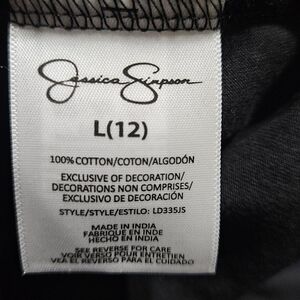 Jessica Simpson
L(12)
100% COTTON/COTON/ALGODÓN
EXCLUSIVE OF DECORATION/
DECORATIONS NON COMPRISES/
EXCLUSIVO DE DECORACIÓN
STYLE/STYLE/ESTILO: LD335JS
MADE IN INDIA
FABRIQUE EN INDE
HECHO EN INDIA
SEE REVERSE FOR CARE
VOIR VERSO POUR ENTRETIEN
VEA EL REVERSO PARA EL CUIDADO